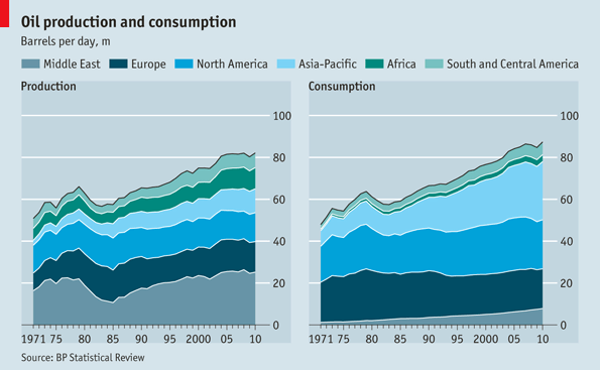 Oil production and consumption
Barrels per day, m
Middle East Europe North America Asia-Pacific Africa South and Central America
Production
100
80
60
40
20
0
1971 75 80 85 90 95 2000 05 10
Consumption
100
80
60
40
20
0
1971 75 80 85 90 95 2000 05 10
Source: BP Statistical Review